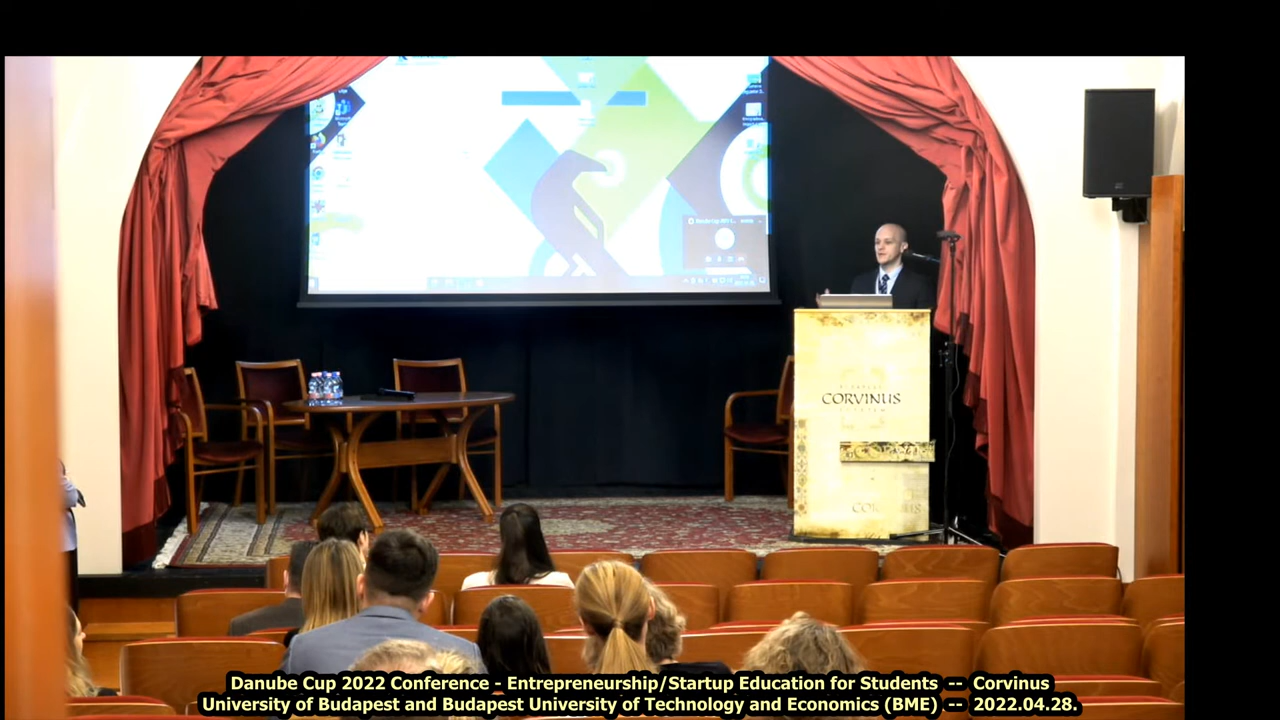 CORVINUS
Danube Cup 2022 Conference - Entrepreneurship/Startup Education for Students -- Corvinus
University of Budapest and Budapest University of Technology and Economics (BME) -- 2022.04.28.